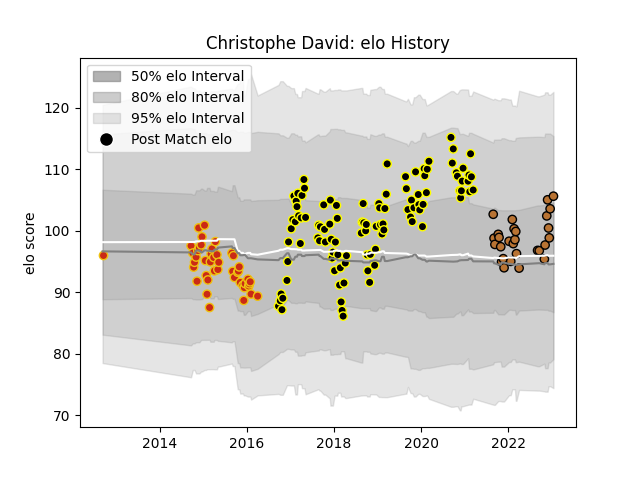 Christophe David: elo History
50% elo Interval
80% elo Interval
95% elo Interval
Post Match elo
elo score
120
110
100
90
80
70
2014 2016 2018 2020 2022